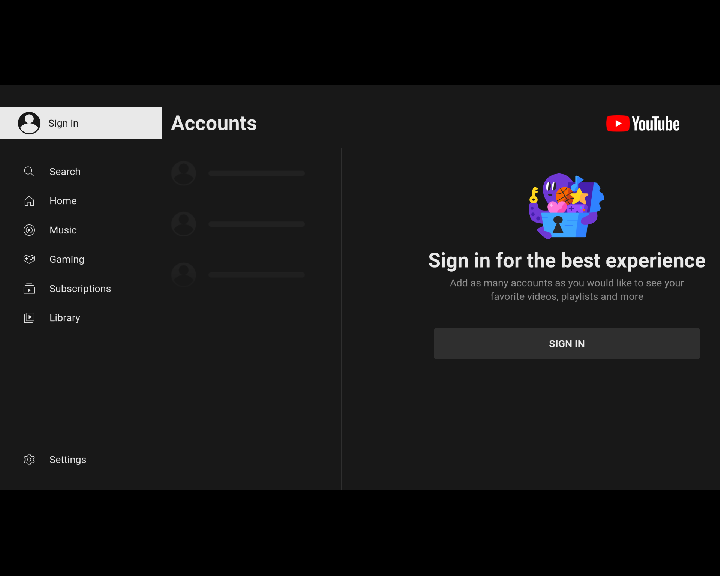 Sign in
Accounts
YouTube
Search
Home
Music
Gaming
Subscriptions
Library
Settings
Sign in for the best experience
Add as many accounts as you would like to see your
favorite videos, playlists and more
SIGN IN